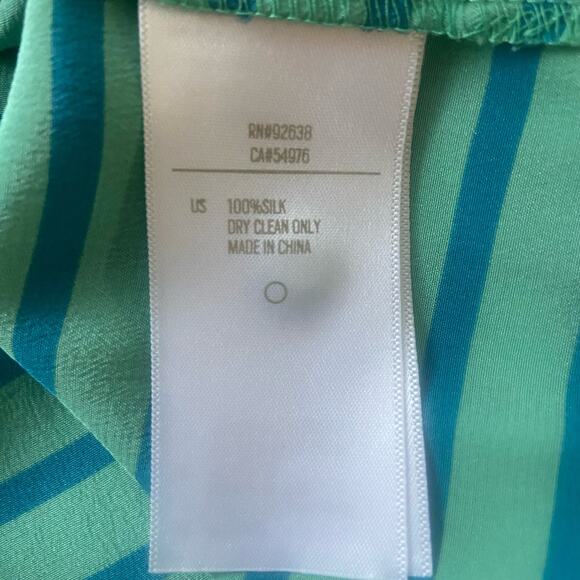 RN#92638
CA#54976
US 100%SILK
DRY CLEAN ONLY
MADE IN CHINA